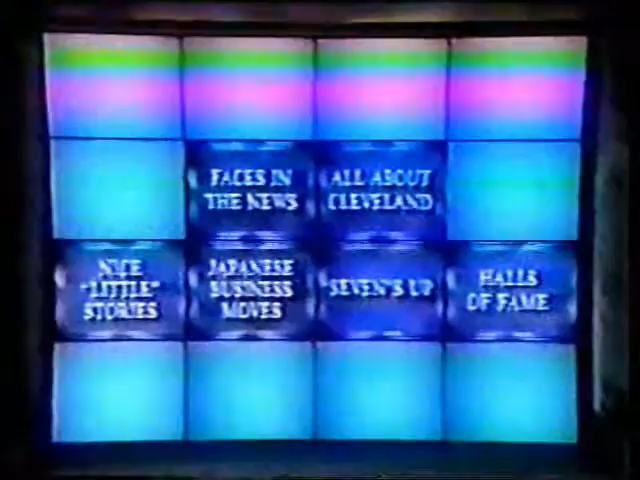 FACES IN
THE NEWS
ALL ABOUT
CLEVELAND
NICE
"LITTLE"
STORIES
JAPANESE
BUSINESS
MOVES
"SEVEN"S UP
HALLS
OF FAME